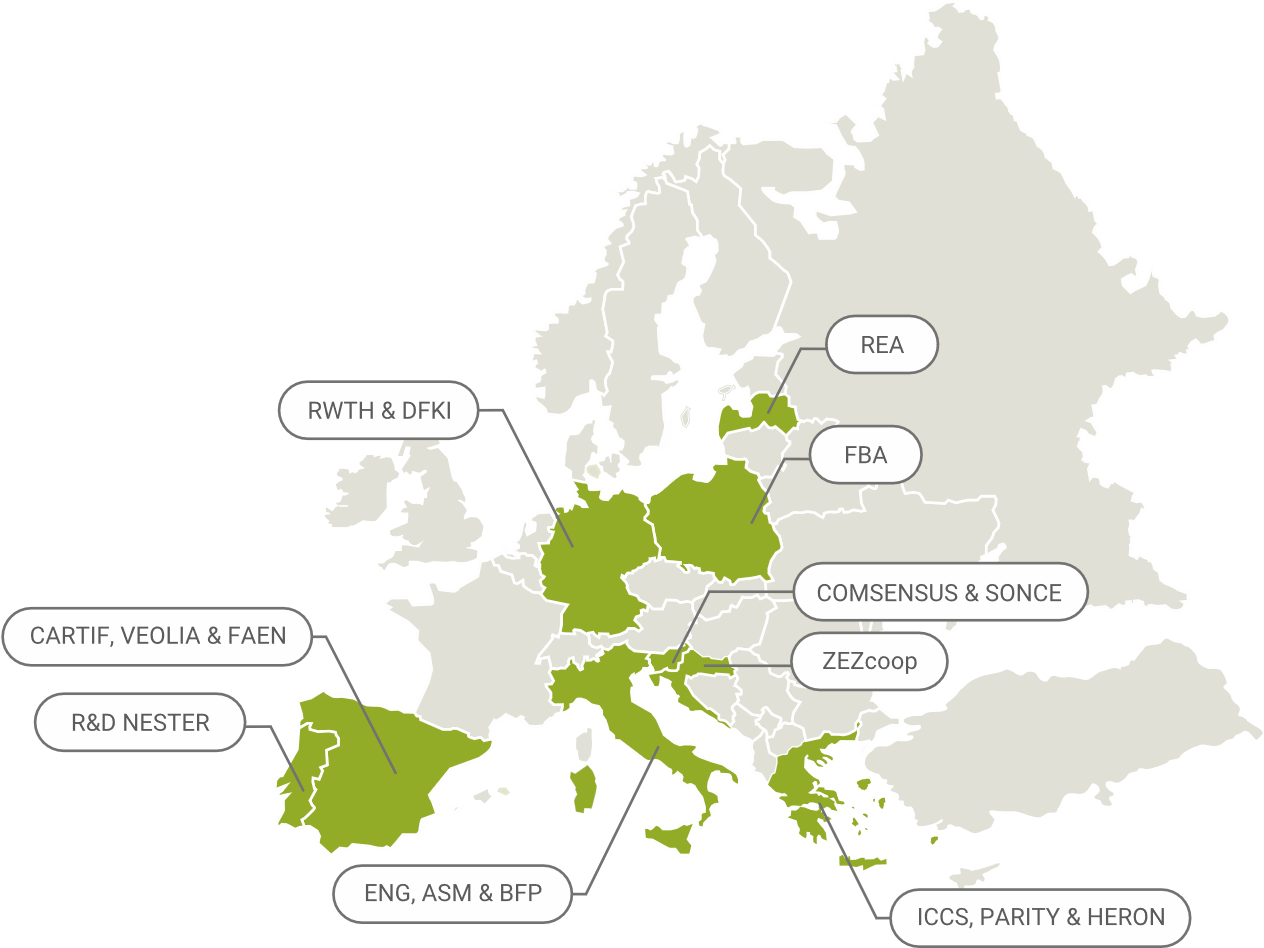 REA
RWTH & DFKI
FBA
COMSENSUS & SONCE
CARTIF, VEOLIA & FAEN
ZEZcoop
R&D NESTER
ENG, ASM & BFP
ICCS, PARITY & HERON